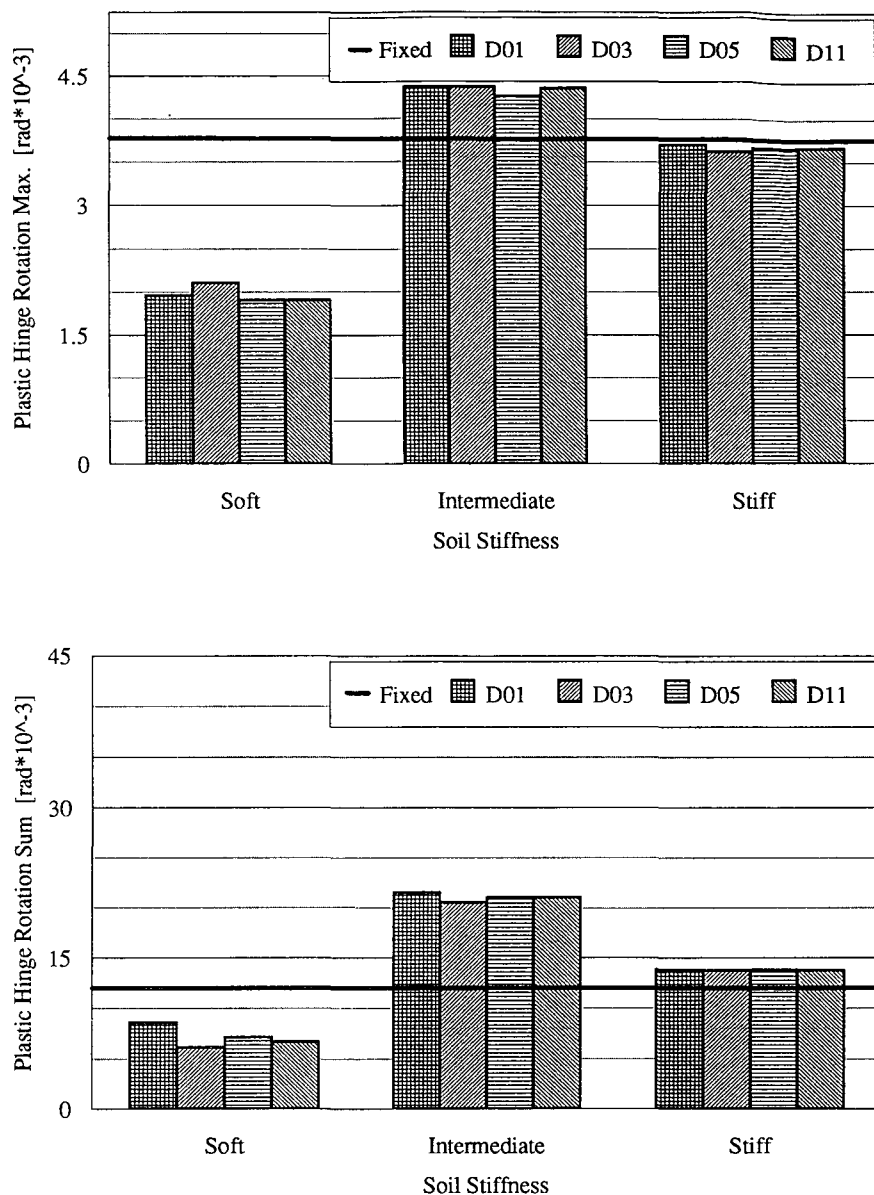 Plastic Hinge Rotation Max. [rad*10^-3]
Fixed D01 D03 D05 D11
4.5
3
1.5
0
Soft Intermediate Stiff
Soil Stiffness
Plastic Hinge Rotation Sum [rad*10^-3]
45
Fixed D01 D03 D05 D11
30
15
0
Soft Intermediate Stiff
Soil Stiffness